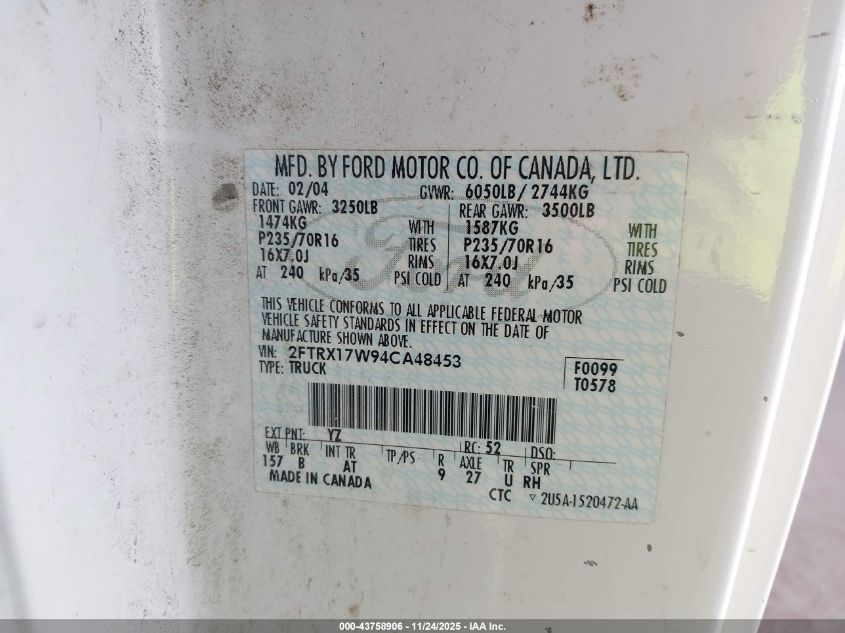 MFD. BY FORD MOTOR CO. OF CANADA, LTD.
DATE: 02/04 GVWR: 6050LB/ 2744KG
FRONT GAWR: 3250LB REAR GAWR: 3500LB
1474KG WITH 1587KG WITH
P235/70R16 TIRES P235/70R16 TIRES
16X7.0J RIMS 16X7.0J RIMS
AT 240 kPa/35 PSI COLD AT 240 kPa/35 PSI COLD
Ford
THIS VEHICLE CONFORMS TO ALL APPLICABLE FEDERAL MOTOR
VEHICLE SAFETY STANDARDS IN EFFECT ON THE DATE OF
MANUFACTURE SHOWN ABOVE.
VIN: 2FTRX17W94CA48453 F0099
TYPE: TRUCK T0578
EXT PNT: YZ RC: 52 DSO:
WB BRK INT TR TP/PS R AXLE TR SPR
157 B AT 9 27 U RH
MADE IN CANADA CTC ▿ 2U5A-1520472-AA
000-43758906 - 11/24/2025 - IAA Inc.